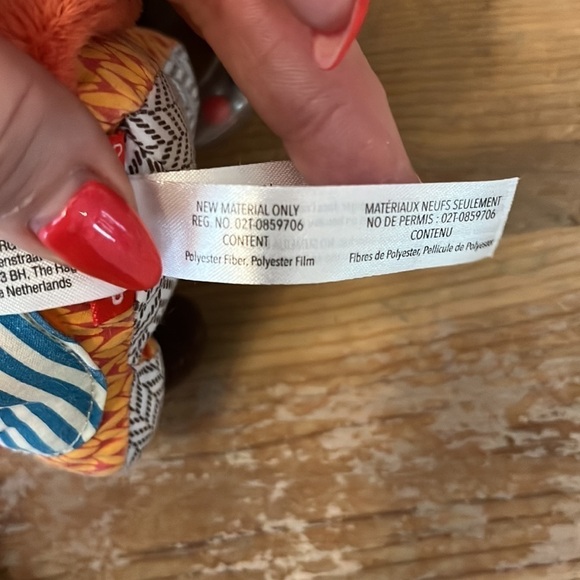 NEW MATERIAL ONLY
REG. NO. 02T-0859706
CONTENT
Polyester Fiber, Polyester Film
MATÉRIAUX NEUFS SEULEMENT
NO DE PERMIS : 02T-0859706
CONTENU
Fibres de Polyester, Pellicule de Polyester
3 BH, The
Netherlands